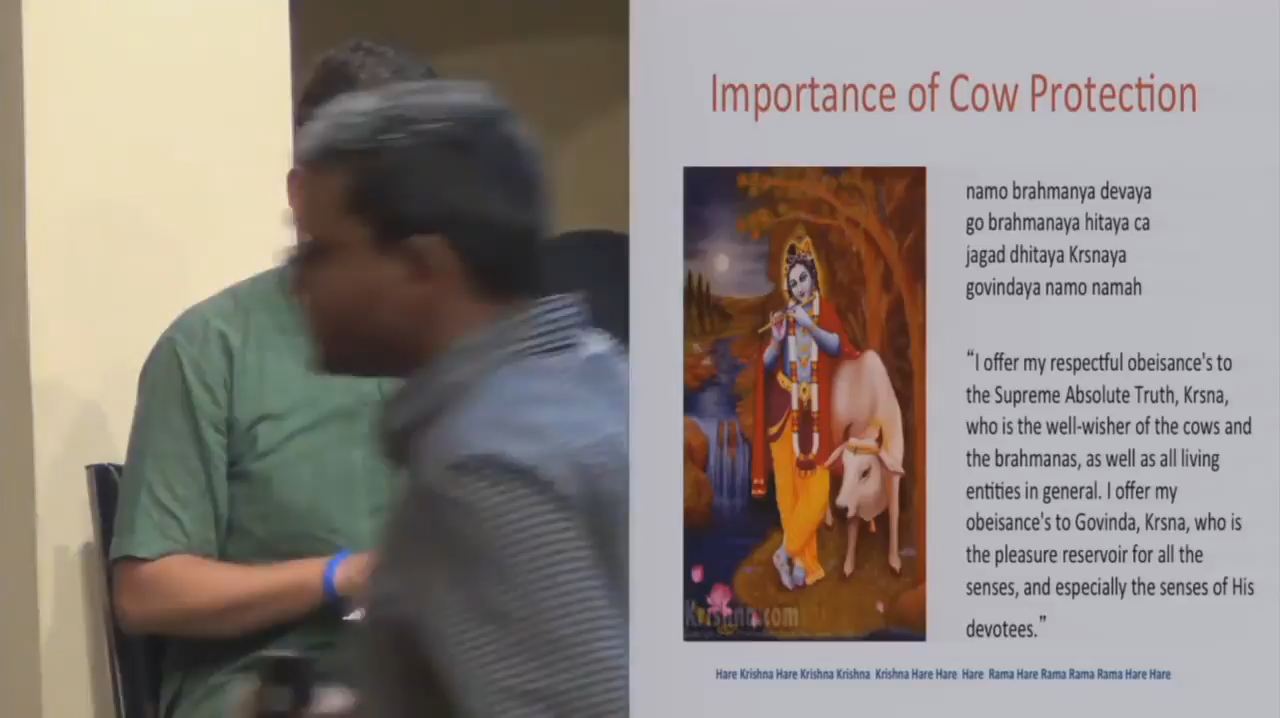 Importance of Cow Protection
namo brahmanya devaya
go brahmanaya hitaya ca
jagad dhitaya Krsnaya
govindaya namo namah
“I offer my respectful obeisance's to
the Supreme Absolute Truth, Krsna,
who is the well-wisher of the cows and
the brahmanas, as well as all living
entities in general. I offer my
obeisance's to Govinda, Krsna, who is
the pleasure reservoir for all the
senses, and especially the senses of His
devotees.”
Krishna.com
Hare Krishna Hare Krishna Krishna Krishna Hare Hare Hare Rama Hare Rama Rama Rama Hare Hare